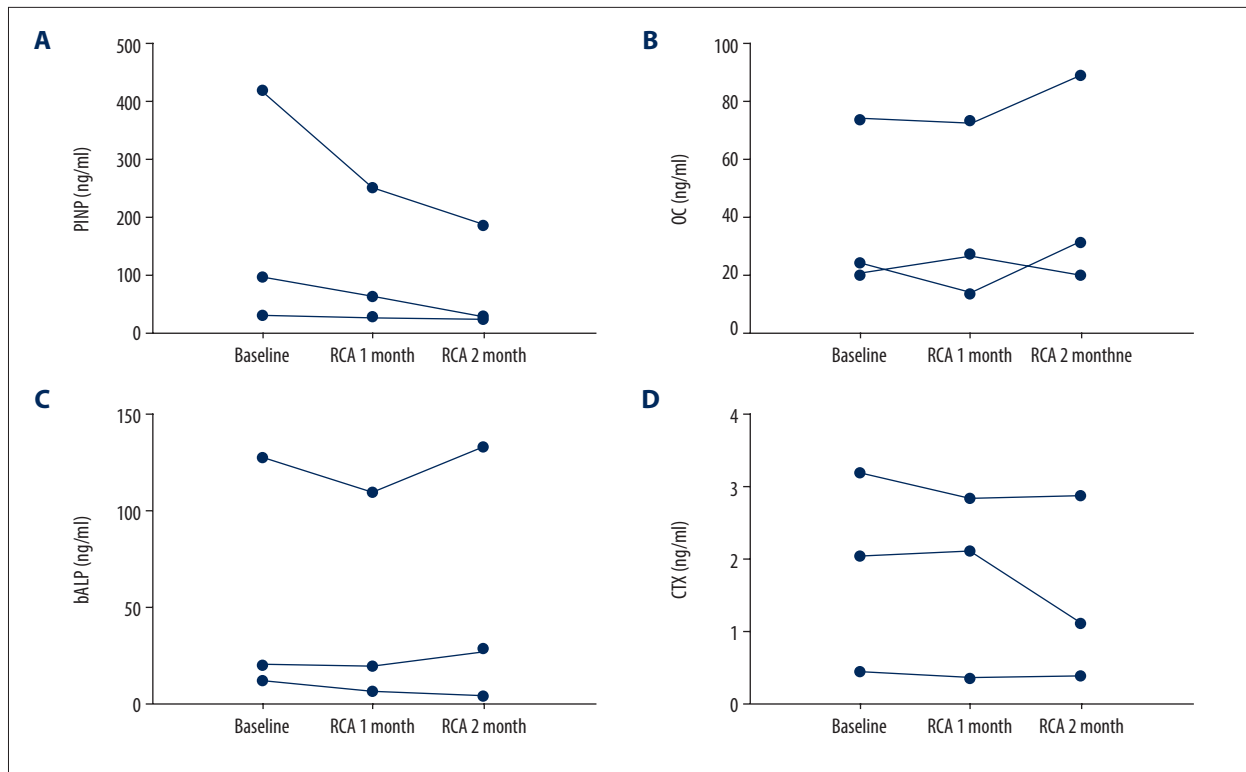 A
500
400
300
200
100
0
PINP (ng/ml)
Baseline RCA 1 month RCA 2 month
B
100
80
60
40
20
0
OC (ng/ml)
Baseline RCA 1 month RCA 2 monthne
C
150
100
50
0
bALP (ng/ml)
Baseline RCA 1 month RCA 2 month
D
4
3
2
1
0
CTX (ng/ml)
Baseline RCA 1 month RCA 2 month